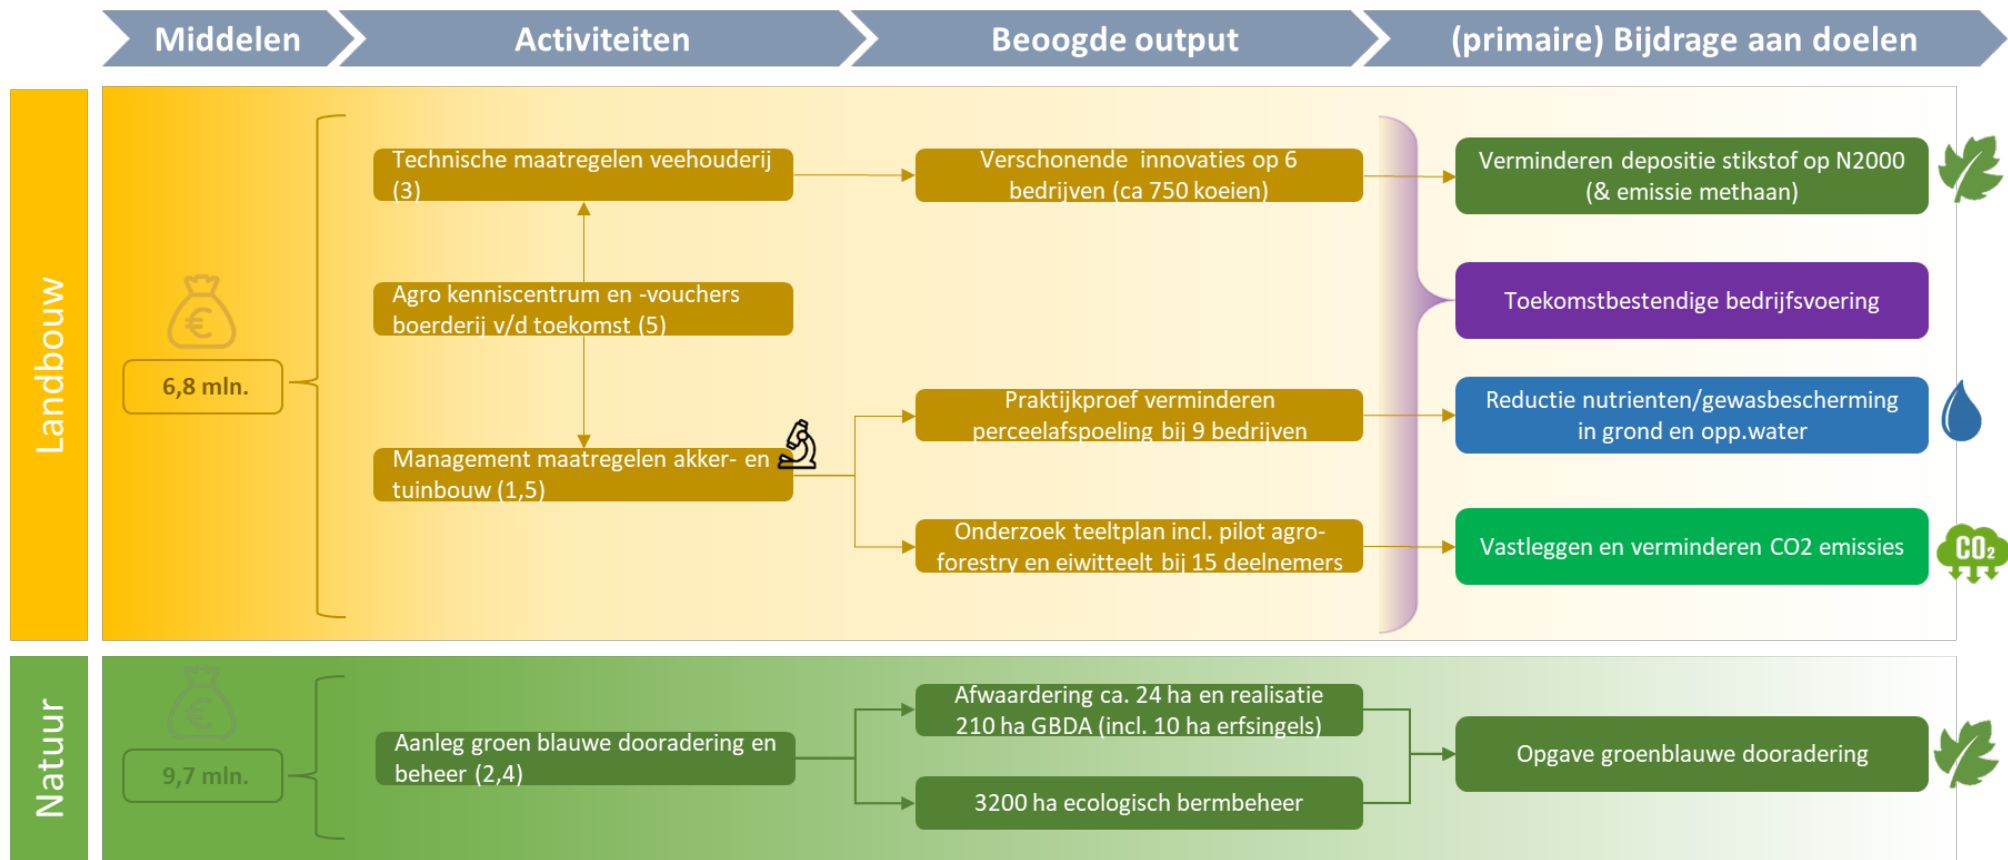 Middelen
Activiteiten
Beoogde output
(primaire) Bijdrage aan doelen
Landbouw
6,8 mln.
Technische maatregelen veehouderij
(3)
Verschonende innovaties op 6
bedrijven (ca 750 koeien)
Verminderen depositie stikstof op N2000
(& emissie methaan)
Agro kenniscentrum en -vouchers
boerderij v/d toekomst (5)
Toekomstbestendige bedrijfsvoering
Management maatregelen akker- en
tuinbouw (1,5)
Praktijkproef verminderen
perceelafspoeling bij 9 bedrijven
Reductie nutrienten/gewasbescherming
in grond en opp.water
Onderzoek teeltplan incl. pilot agro-
forestry en eiwitteelt bij 15 deelnemers
Vastleggen en verminderen CO2 emissies
CO₂
Natuur
9,7 mln.
Aanleg groen blauwe dooradering en
beheer (2,4)
Afwaardering ca. 24 ha en realisatie
210 ha GBDA (incl. 10 ha erfsingels)
3200 ha ecologisch bermbeheer
Opgave groenblauwe dooradering